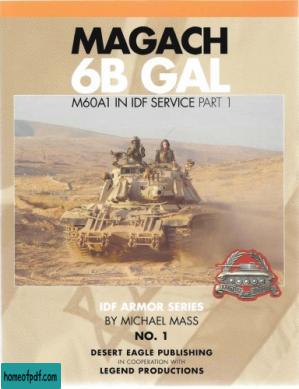 MAGACH
6B GAL
M60A1 IN IDF SERVICE PART 1
IDF ARMOR SERIES
BY MICHAEL MASS
NO. 1
DESERT EAGLE PUBLISHING
IN COOPERATION WITH
LEGEND PRODUCTIONS
homeofpdf.com